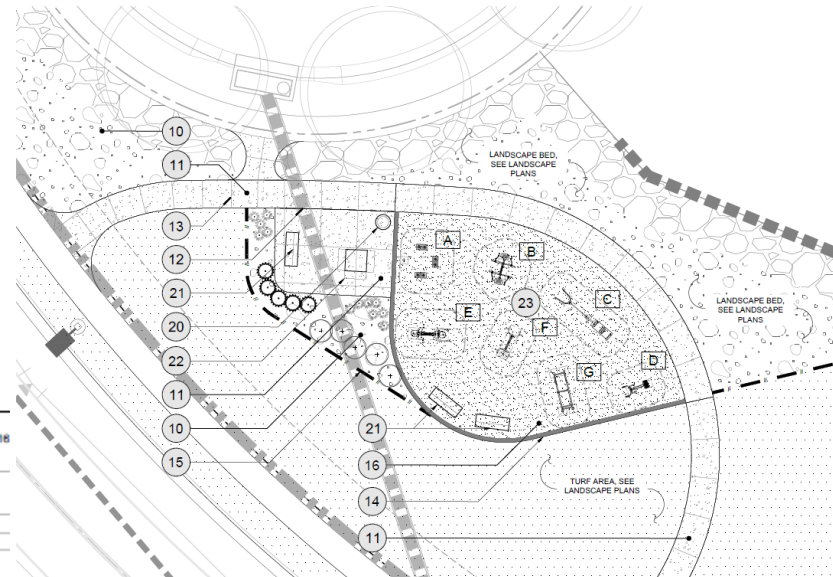 10
11
LANDSCAPE BED,
SEE LANDSCAPE
PLANS
13
A
B
12
21
23
C
LANDSCAPE BED,
SEE LANDSCAPE
PLANS
20
E
F
22
G
D
11
10
21
15
16
TURF AREA, SEE
LANDSCAPE PLANS
14
11